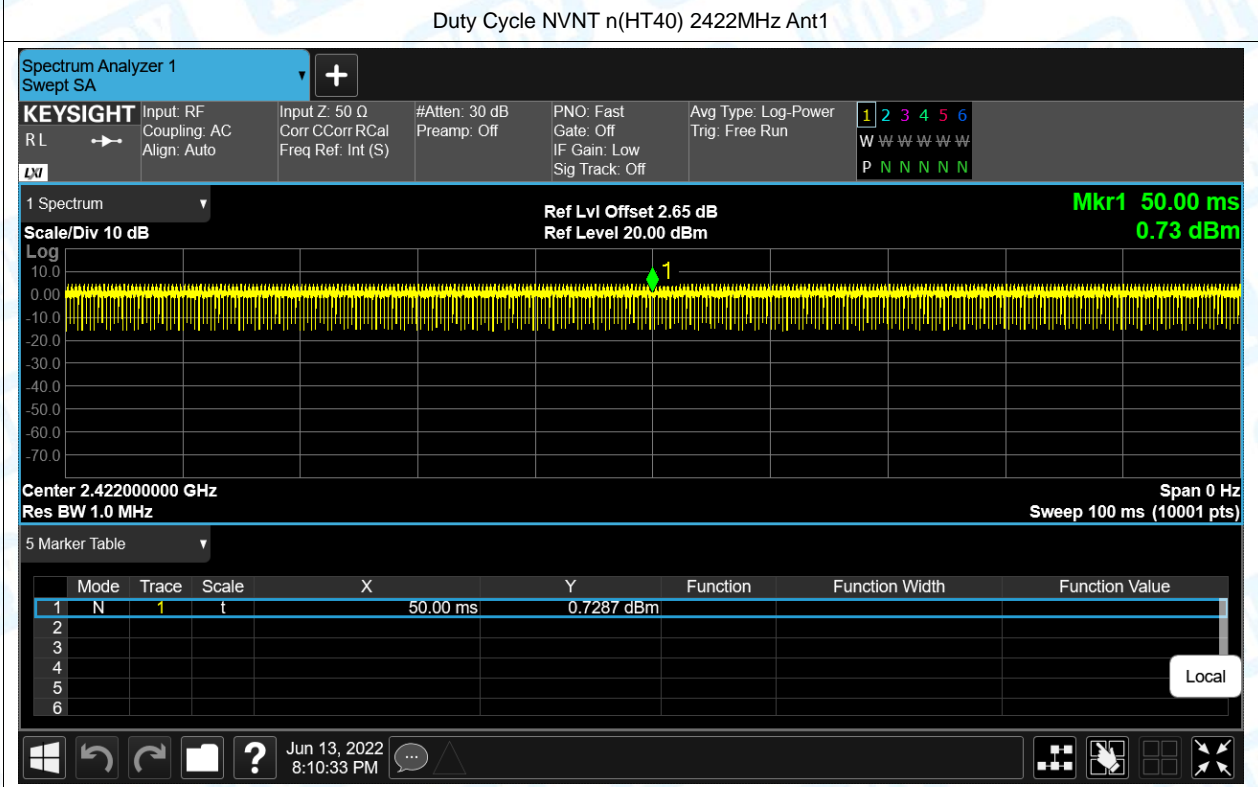 Duty Cycle NVNT n(HT40) 2422MHz Ant1
Spectrum Analyzer 1
Swept SA
KEYSIGHT Input: RF Input Z: 50 Ω #Atten: 30 dB PNO: Fast Avg Type: Log-Power 1 2 3 4 5 6
R L Coupling: AC Corr CCorr RCal Preamp: Off Gate: Off Trig: Free Run W W W W W W
Align: Auto Freq Ref: Int (S) IF Gain: Low
LXI Sig Track: Off P N N N N N
1 Spectrum Ref Lvl Offset 2.65 dB Mkr1 50.00 ms
Scale/Div 10 dB Ref Level 20.00 dBm 0.73 dBm
Log
10.0 1
0.00
-10.0
-20.0
-30.0
-40.0
-50.0
-60.0
-70.0
Center 2.422000000 GHz Span 0 Hz
Res BW 1.0 MHz Sweep 100 ms (10001 pts)
5 Marker Table
Mode Trace Scale X Y Function Function Width Function Value
1 N 1 t 50.00 ms 0.7287 dBm
2
3
4
5
6
Local
? Jun 13, 2022
8:10:33 PM